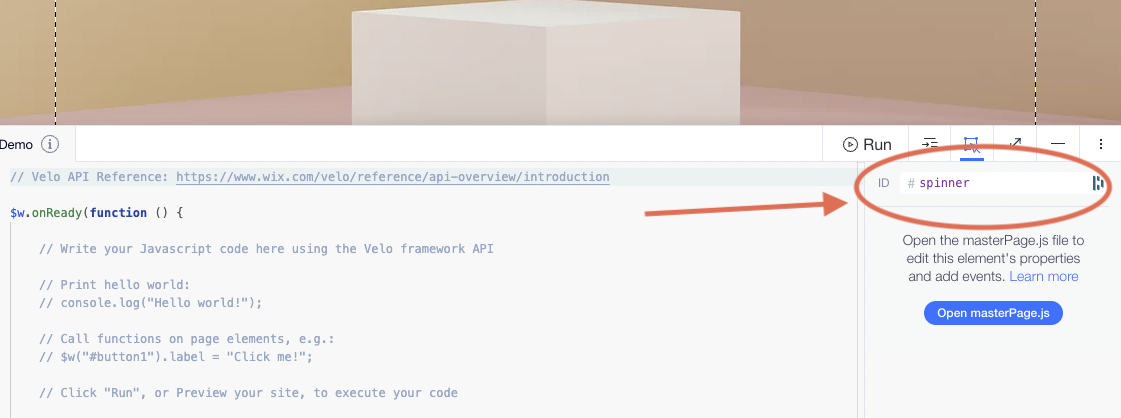 Demo
Run
// Velo API Reference: https://www.wix.com/velo/reference/api-overview/introduction
ID # spinner
$w.onReady(function () {
// Write your Javascript code here using the Velo framework API
// Print hello world:
// console.log("Hello world!");
// Call functions on page elements, e.g.:
// $w("#button1").label = "Click me!";
// Click "Run", or Preview your site, to execute your code
Open the masterPage.js file to
edit this element's properties
and add events. Learn more
Open masterPage.js